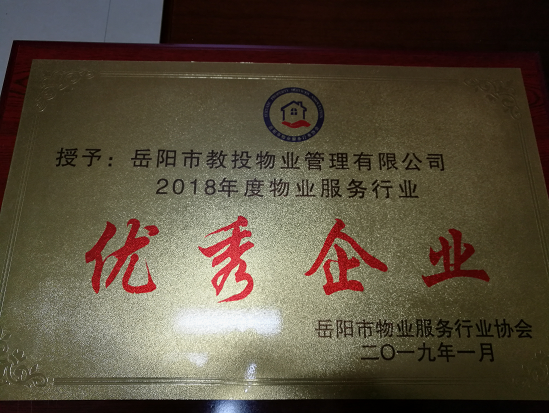 授予：岳阳市教投物业管理有限公司
2018年度物业服务行业
优秀企业
岳阳市物业服务行业协会
二〇一九年一月